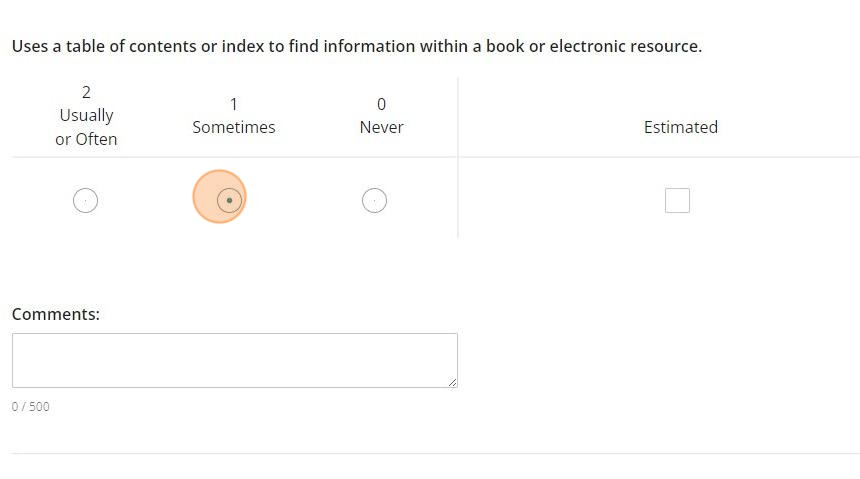 Uses a table of contents or index to find information within a book or electronic resource.
2
Usually
or Often
1
Sometimes
0
Never
Estimated
Comments:
0 / 500